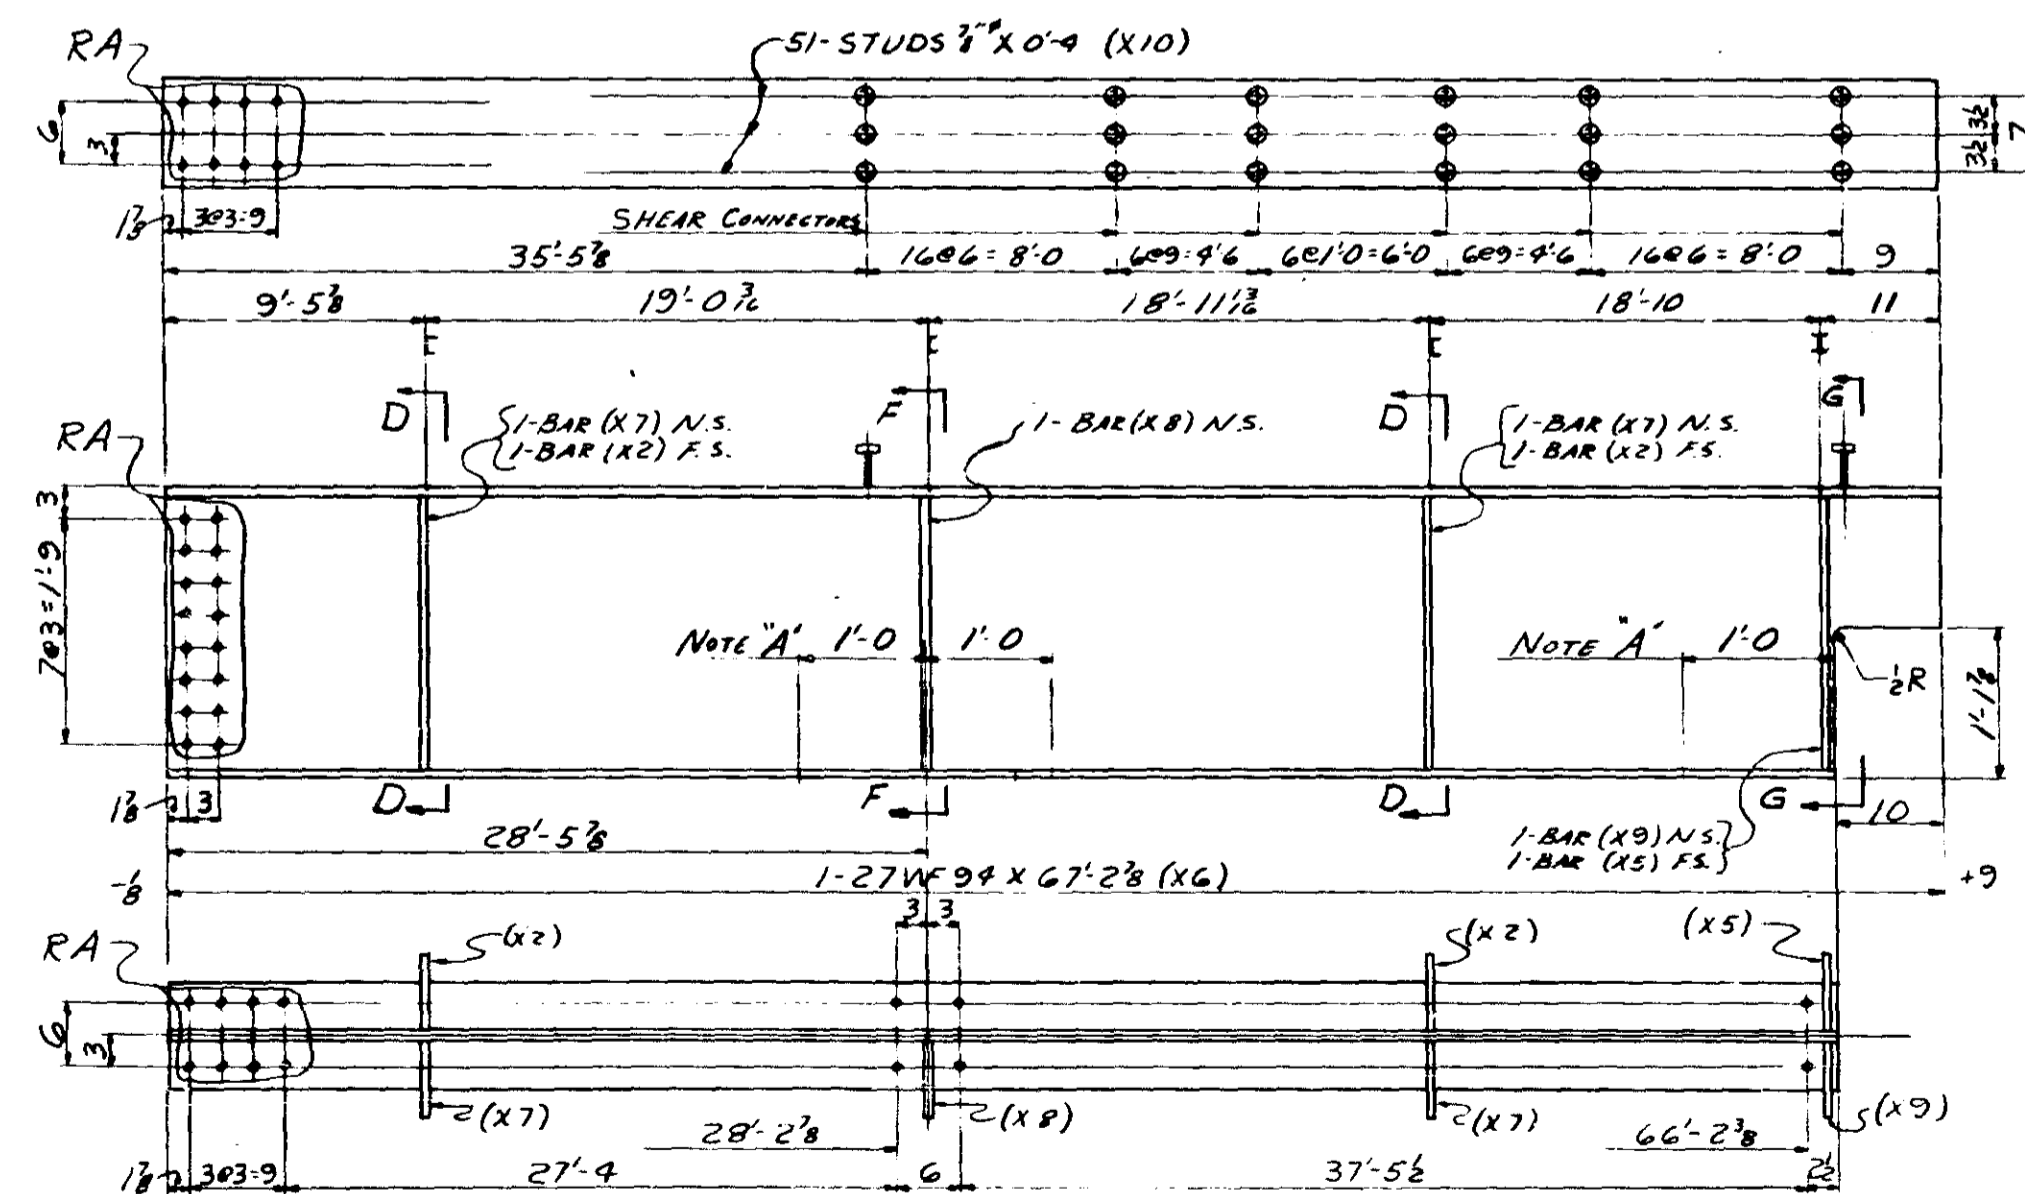 RA
51-STUDS ⅞"ø X 0'-4 (X10)
6
3
3½
3½
7
1⅞
3@3=9
SHEAR CONNECTORS
35'-5⅞
16@6 = 8'-0
6@9=4'6
6@1'0=6'-0
6@9=4'6
16@6 = 8'-0
9
9'-5⅞
19'-0 3/16
18'-11 13/16
18'-10
11
D
F
D
G
RA
1-BAR (X7) N.S.
1-BAR (X2) F.S.
1-BAR (X8) N.S.
1-BAR (X7) N.S.
1-BAR (X2) F.S.
3
7@3=1'-9
NOTE "A"
1'-0
1'-0
NOTE "A"
1'-0
½R
1'-1⅞
1⅞
3
D
F
D
G
10
28'-5⅞
1-BAR (X9) N.S.
1-BAR (X5) F.S.
-⅛
1-27WF94 X 67'-2⅞ (X6)
+9
3
3
RA
(X2)
(X2)
(X5)
6
3
(X7)
(X8)
(X7)
(X9)
28'-2⅞
66'-2⅜
1⅞
3@3=9
27'-4
6
37'-5½
2½